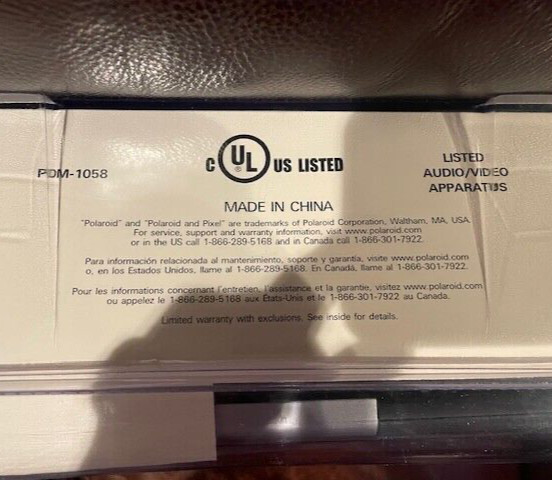 PDM-1058
C UL ® US LISTED
LISTED
AUDIO/VIDEO
APPARATUS
MADE IN CHINA
"Polaroid" and "Polaroid and Pixel" are trademarks of Polaroid Corporation, Waltham, MA, USA.
For service, support and warranty information, visit www.polaroid.com
or in the US call 1-866-289-5168 and in Canada call 1-866-301-7922.
Para información relacionada al mantenimiento, soporte y garantía, visite www.polaroid.com
o, en los Estados Unidos, llame al 1-866-289-5168. En Canadá, llame al 1-866-301-7922.
Pour les informations concernant l'entretien, l'assistance et la garantie, visitez www.polaroid.com
ou appelez le 1-866-289-5168 aux États-Unis et le 1-866-301-7922 au Canada.
Limited warranty with exclusions. See inside for details.